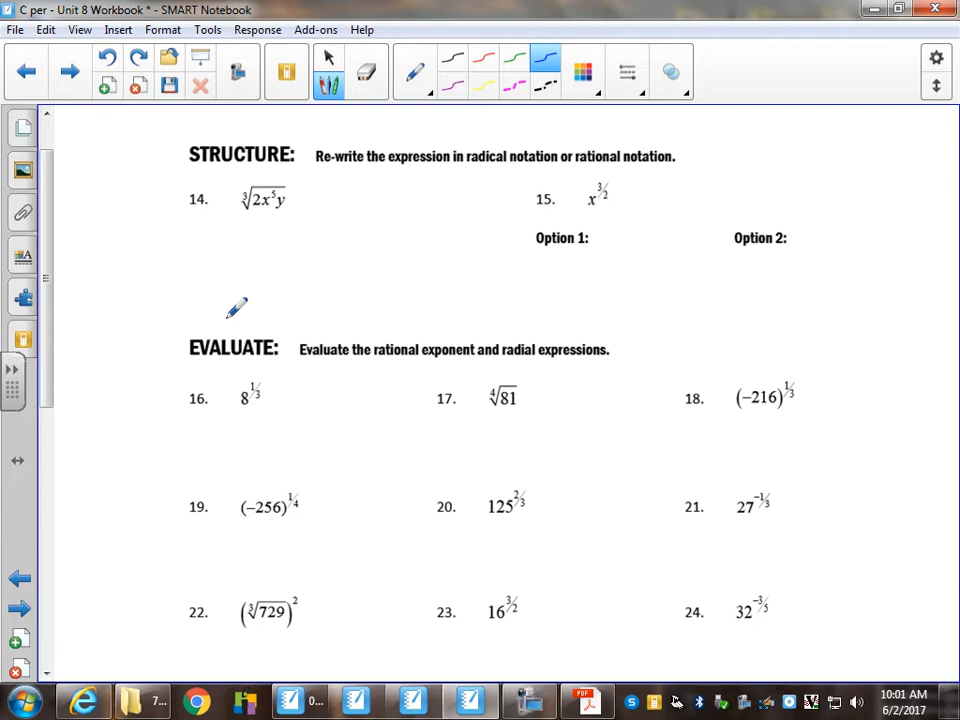 C per - Unit 8 Workbook * - SMART Notebook
File Edit View Insert Format Tools Response Add-ons Help
STRUCTURE: Re-write the expression in radical notation or rational notation.
14. ∛(2x⁵y) 15. x^(3/2)
Option 1: Option 2:
EVALUATE: Evaluate the rational exponent and radial expressions.
16. 8^(1/3) 17. ∜81 18. (−216)^(1/3)
19. (−256)^(1/4) 20. 125^(2/3) 21. 27^(−1/3)
22. (∛729)² 23. 16^(3/2) 24. 32^(−3/5)
7... 0... PDF 10:01 AM
6/2/2017